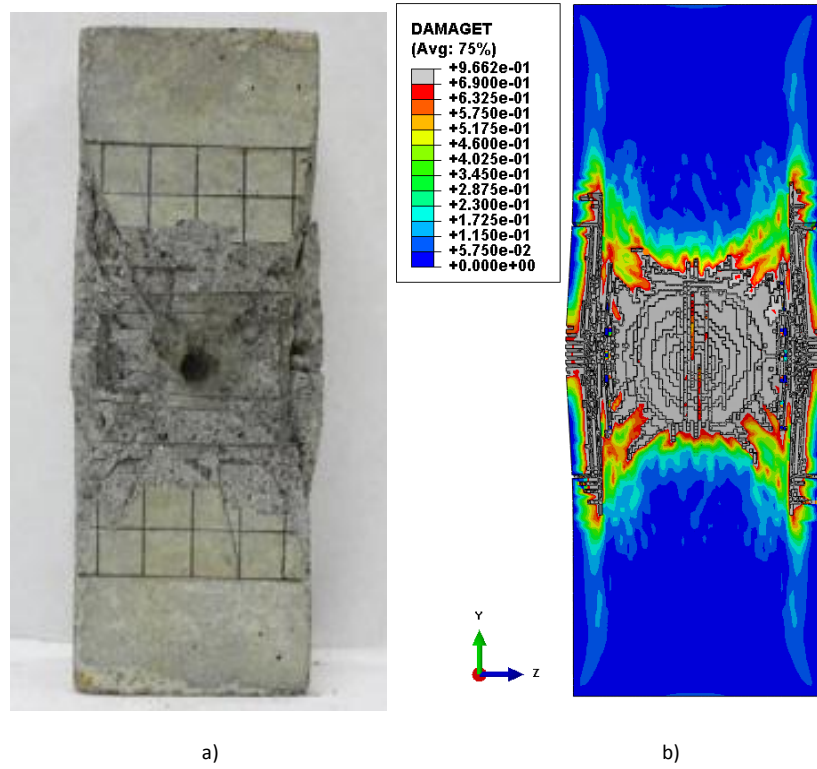 DAMAGET
(Avg: 75%)
+9.662e-01
+6.900e-01
+6.325e-01
+5.750e-01
+5.175e-01
+4.600e-01
+4.025e-01
+3.450e-01
+2.875e-01
+2.300e-01
+1.725e-01
+1.150e-01
+5.750e-02
+0.000e+00
Y
Z
a)
b)